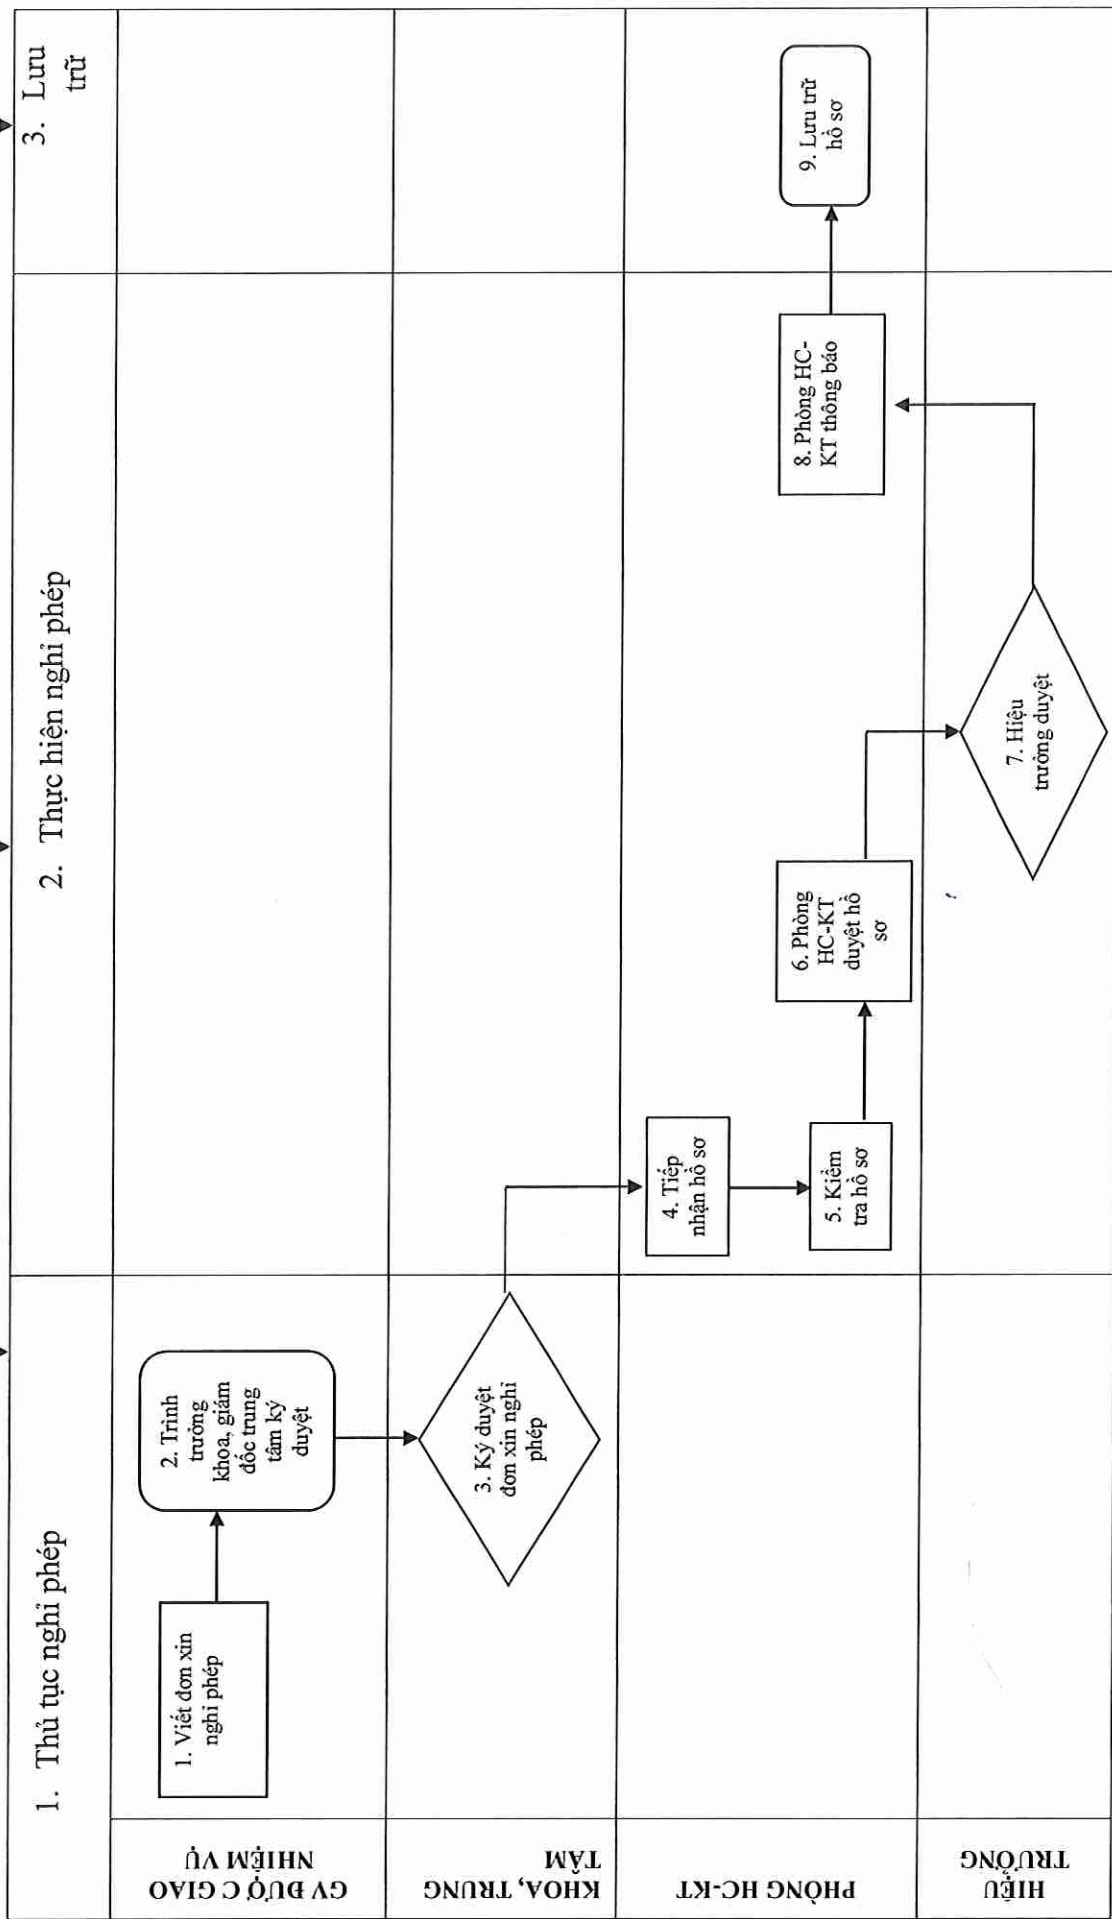 1. Thủ tục nghỉ phép
2. Thực hiện nghỉ phép
3. Lưu
trữ
GV ĐƯỢC GIAO
NHIỆM VỤ
1. Viết đơn xin
nghỉ phép
2. Trình
trưởng
khoa, giám
đốc trung
tâm ký
duyệt
KHOA, TRUNG
TÂM
3. Ký duyệt
đơn xin nghỉ
phép
PHÒNG HC-KT
4. Tiếp
nhận hồ sơ
5. Kiểm
tra hồ sơ
6. Phòng
HC-KT
duyệt hồ
sơ
8. Phòng HC-
KT thông báo
9. Lưu trữ
hồ sơ
HIỆU
TRƯỞNG
7. Hiệu
trưởng duyệt